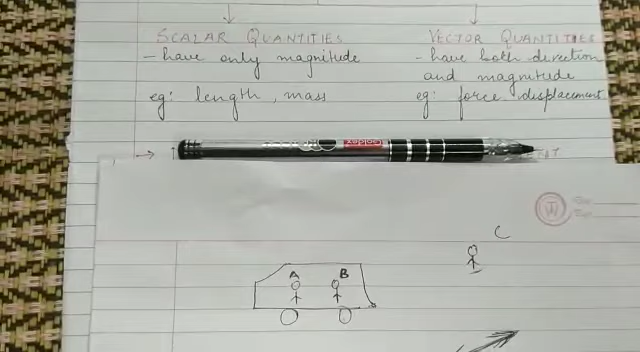 SCALAR QUANTITIES
- have only magnitude
eg: length, mass
VECTOR QUANTITIES
- have both direction
and magnitude
eg: force displacement
A
B
C